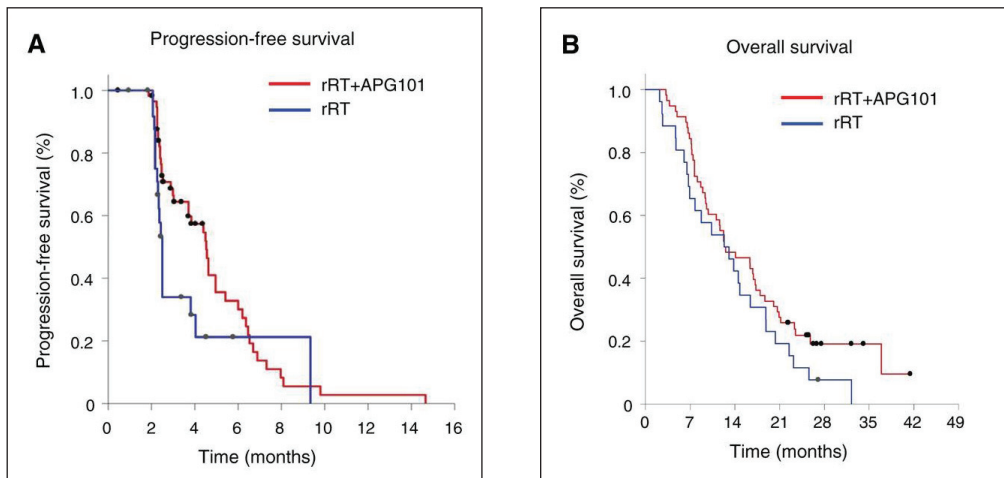 A
Progression-free survival
rRT+APG101
rRT
Progression-free survival (%)
1.0
0.8
0.6
0.4
0.2
0
0 2 4 6 8 10 12 14 16
Time (months)
B
Overall survival
rRT+APG101
rRT
Overall survival (%)
1.0
0.8
0.6
0.4
0.2
0
0 7 14 21 28 35 42 49
Time (months)